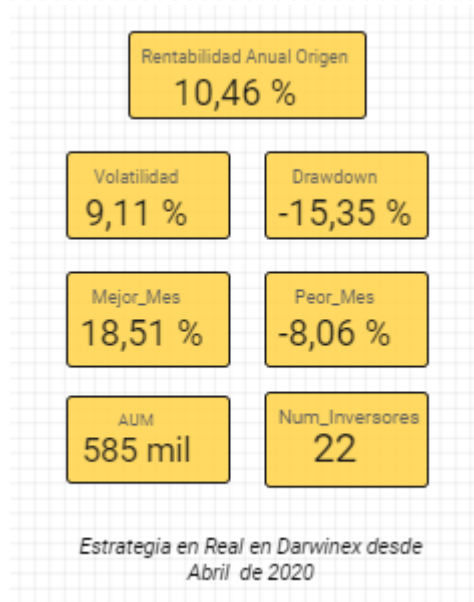 Rentabilidad Anual Origen
10,46 %
Volatilidad
9,11 %
Drawdown
-15,35 %
Mejor_Mes
18,51 %
Peor_Mes
-8,06 %
AUM
585 mil
Num_Inversores
22
Estrategia en Real en Darwinex desde
Abril de 2020